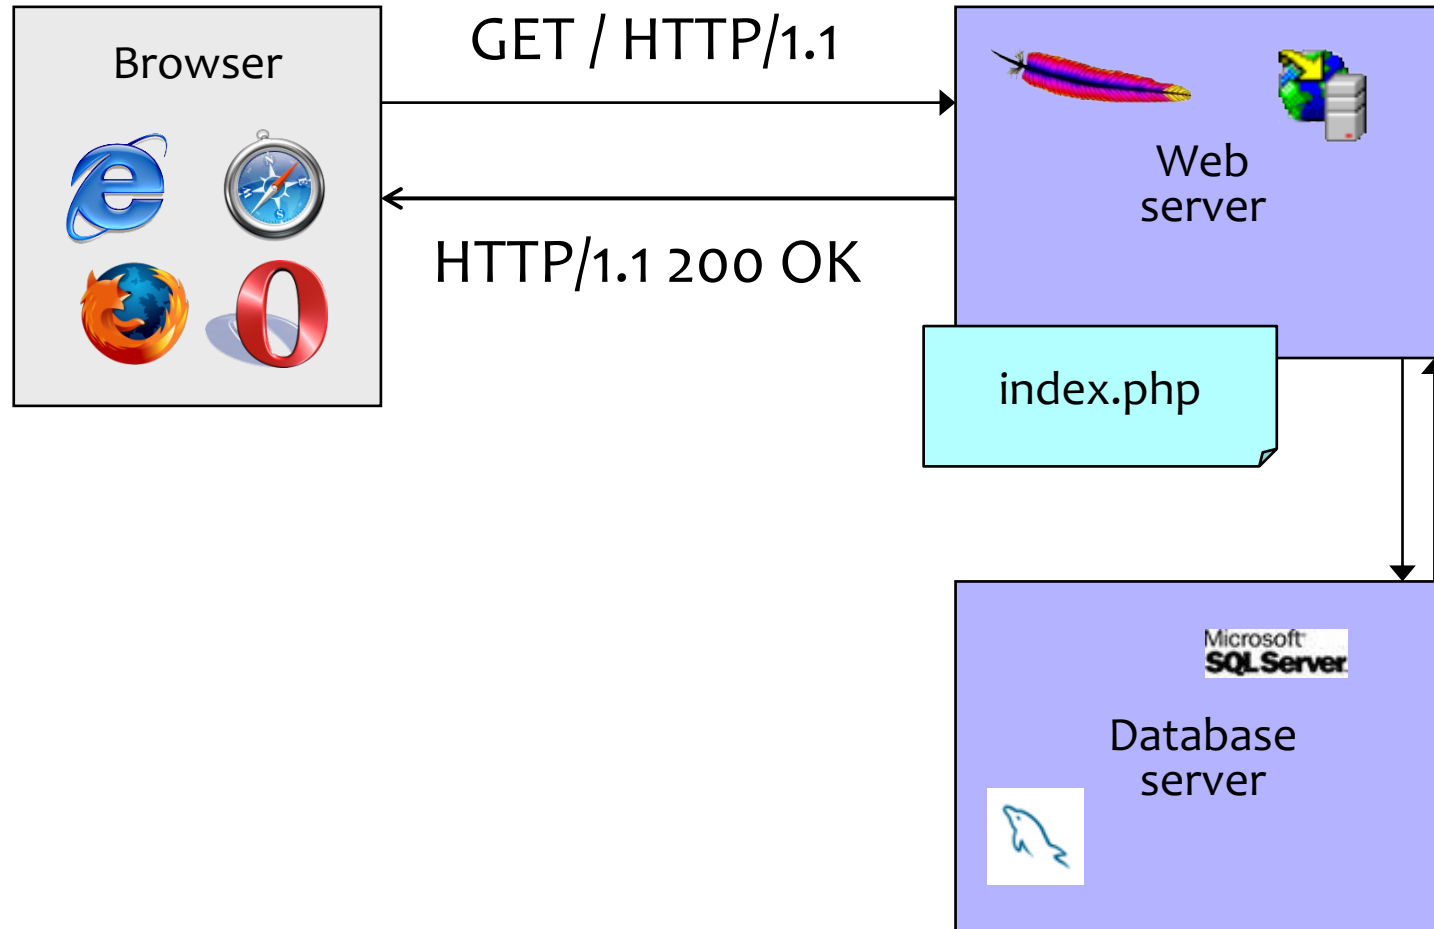 Browser
GET / HTTP/1.1
HTTP/1.1 200 OK
Web
server
index.php
Microsoft
SQL Server
Database
server